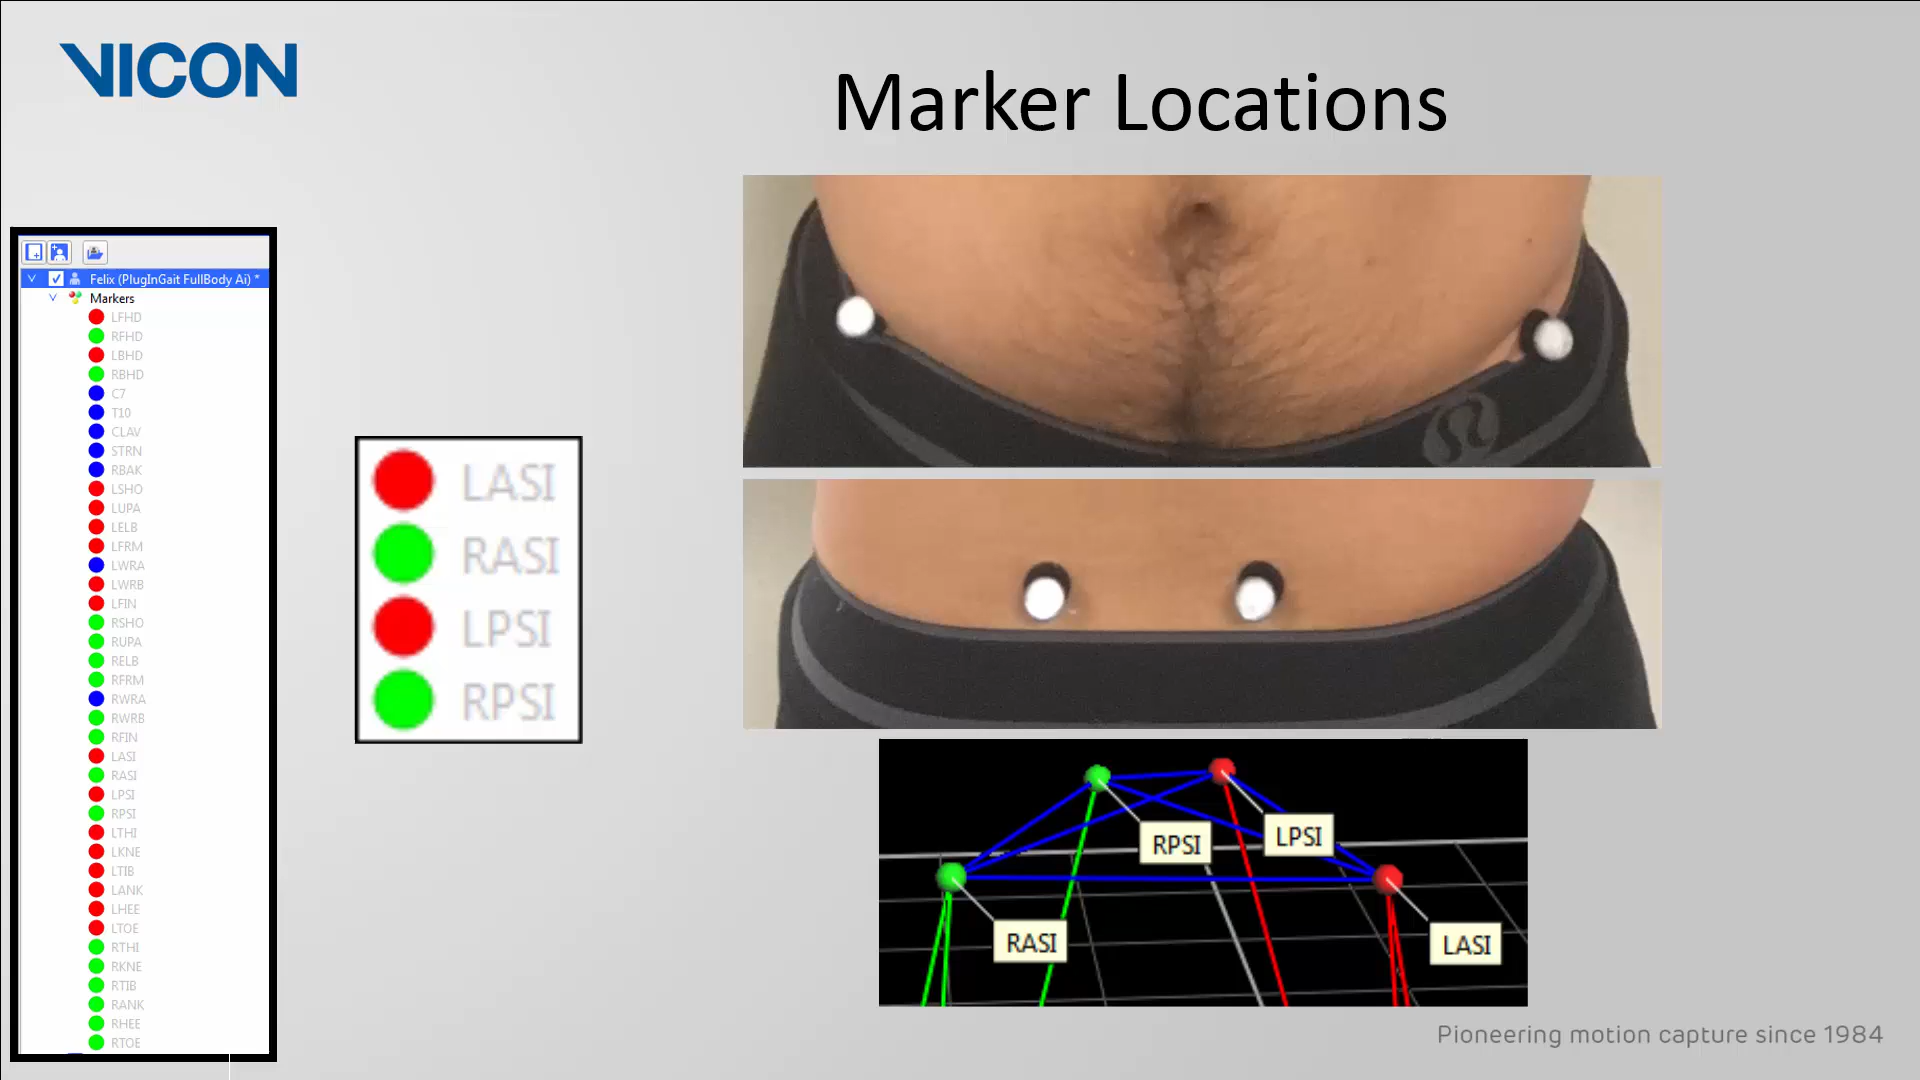 VICON
Marker Locations
Felix (PlugInGait FullBody Ai) *
Markers
LFHD
RFHD
LBHD
RBHD
C7
T10
CLAV
STRN
RBAK
LSHO
LUPA
LELB
LFRM
LWRA
LWRB
LFIN
RSHO
RUPA
RELB
RFRM
RWRA
RWRB
RFIN
LASI
RASI
LPSI
RPSI
LTHI
LKNE
LTIB
LANK
LHEE
LTOE
RTHI
RKNE
RTIB
RANK
RHEE
RTOE
LASI
RASI
LPSI
RPSI
RPSI
LPSI
RASI
LASI
Pioneering motion capture since 1984